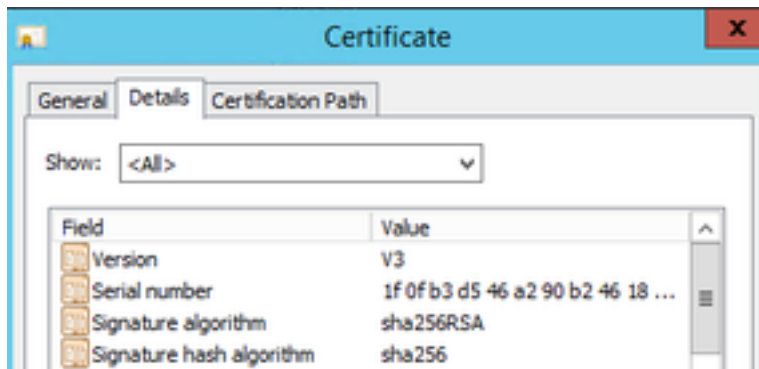 Certificate
x
General Details Certification Path
Show: <All>
Field Value
Version V3
Serial number 1f 0f b3 d5 46 a2 90 b2 46 18 ...
Signature algorithm sha256RSA
Signature hash algorithm sha256